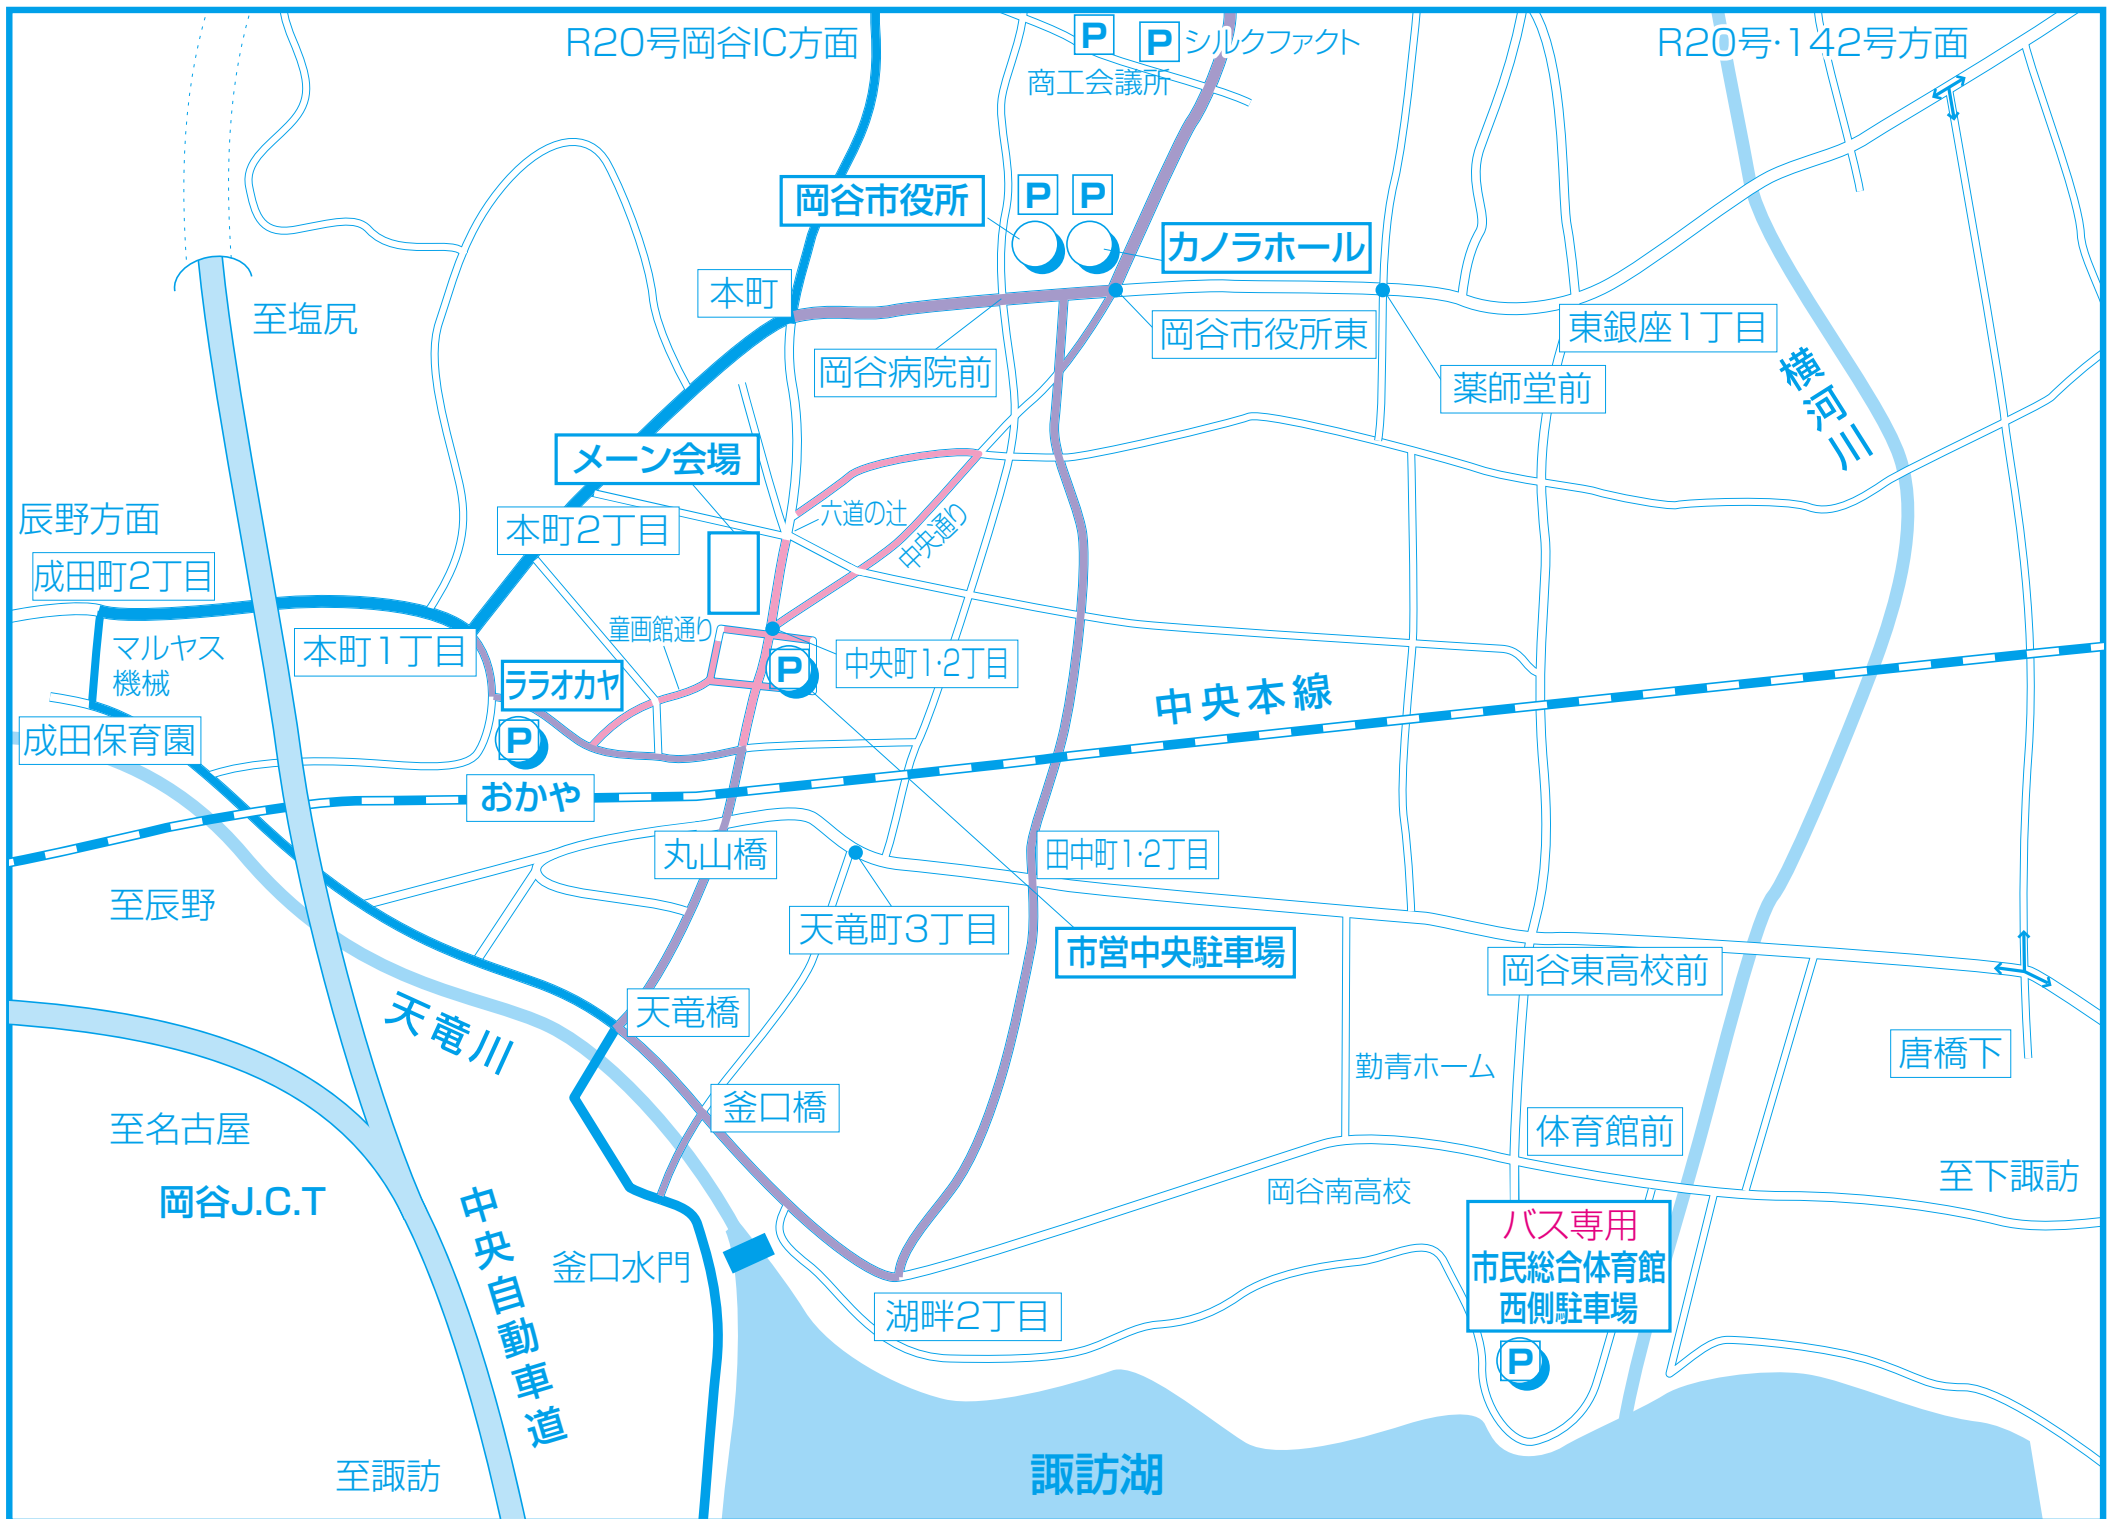 R20号岡谷IC方面
P
P シルクファクト
商工会議所
R20号・142号方面
岡谷市役所
P
P
カノラホール
本町
至塩尻
岡谷病院前
岡谷市役所東
東銀座1丁目
薬師堂前
横河川
メーン会場
六道の辻
中央通り
辰野方面
本町2丁目
成田町2丁目
童画館通り
マルヤス
機械
本町1丁目
ララオカヤ
中央町1・2丁目
P
中央本線
成田保育園
P
おかや
丸山橋
田中町1・2丁目
至辰野
天竜町3丁目
市営中央駐車場
岡谷東高校前
天竜橋
天竜川
唐橋下
勤青ホーム
釜口橋
至名古屋
体育館前
岡谷J.C.T
中央自動車道
岡谷南高校
至下諏訪
釜口水門
バス専用
市民総合体育館
西側駐車場
湖畔2丁目
P
至諏訪
諏訪湖